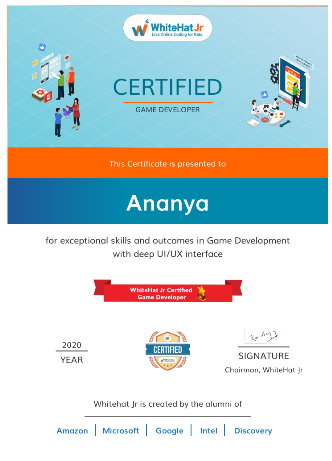 WhiteHat Jr
Live Online Coding for Kids
CERTIFIED
GAME DEVELOPER
This Certificate is presented to
Ananya
for exceptional skills and outcomes in Game Development
with deep UI/UX interface
WhiteHat Jr Certified
Game Developer
2020
YEAR
CERTIFIED
SIGNATURE
Chairman, WhiteHat Jr
Whitehat Jr is created by the alumni of
Amazon | Microsoft | Google | Intel | Discovery